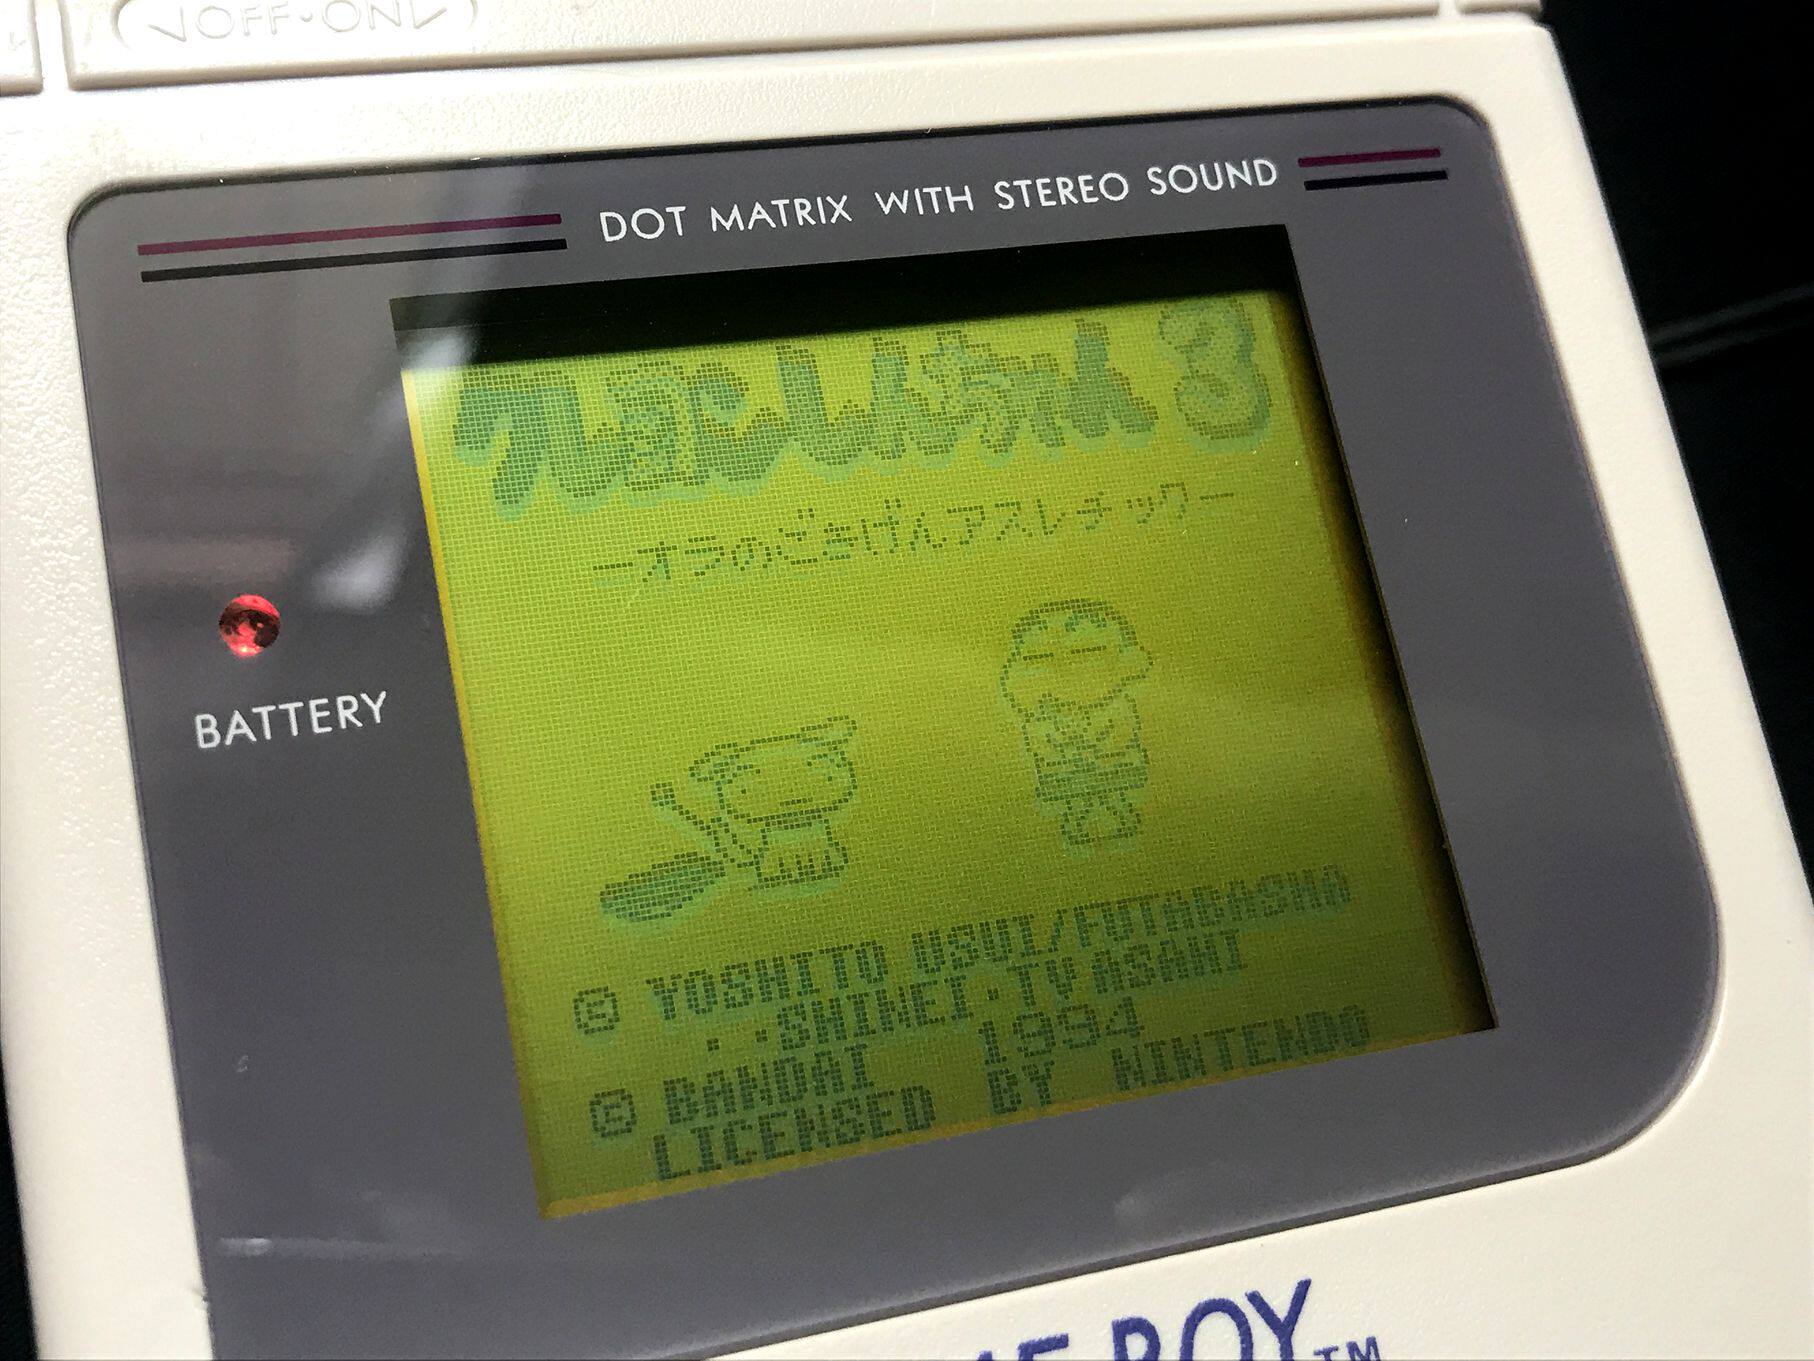 OFF•ON
DOT MATRIX WITH STEREO SOUND
クレヨンしんちゃん3
ーオラのごきげんアスレチックー
BATTERY
© YOSHITO USUI/FUTABASHA
・SHINEI・TV ASAHI
© BANDAI 1994
LICENSED BY NINTENDO
BOY TM